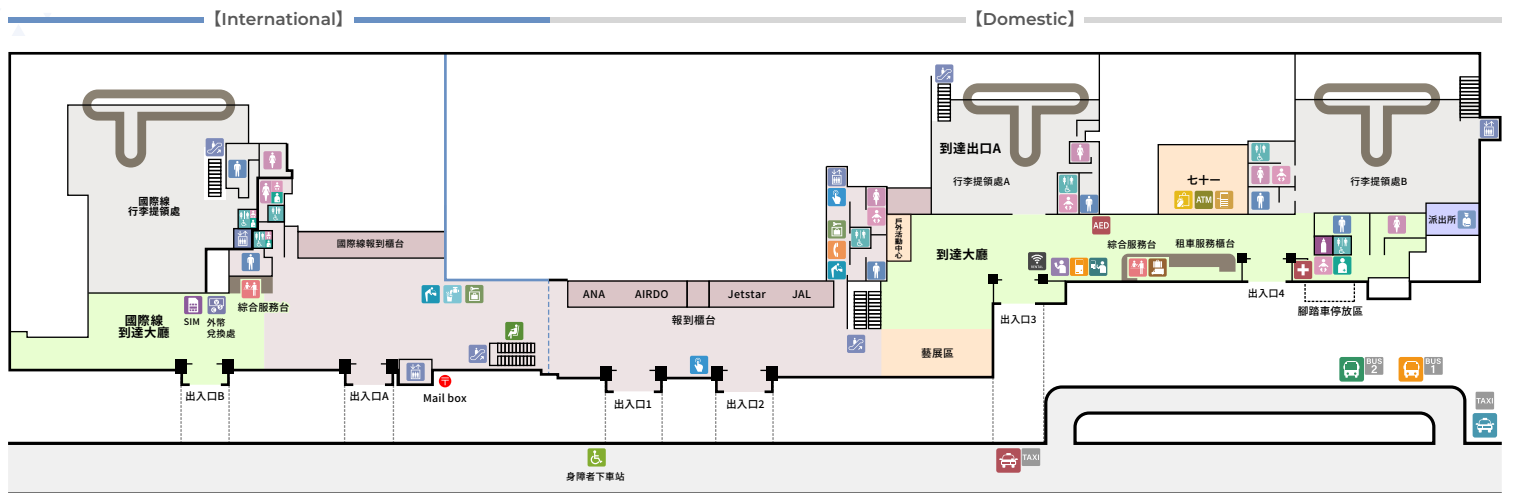 【International】
【Domestic】
國際線
行李提領處
國際線報到櫃台
SIM
外幣
兌換處
綜合服務台
國際線
到達大廳
出入口B
出入口A
Mail box
ANA
AIRDO
Jetstar
JAL
報到櫃台
出入口1
出入口2
身障者下車站
戶外活動中心
藝展區
到達出口A
行李提領處A
到達大廳
出入口3
AED
七十一
ATM
綜合服務台
租車服務櫃台
行李提領處B
派出所
出入口4
腳踏車停放區
BUS
2
BUS
1
TAXI
TAXI